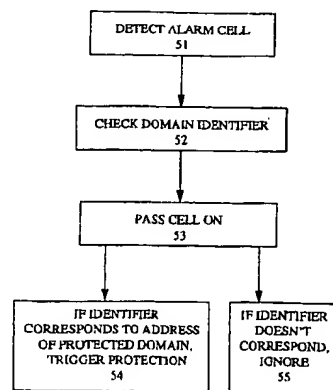 DETECT ALARM CELL
51
CHECK DOMAIN IDENTIFIER
52
PASS CELL ON
53
IF IDENTIFIER
CORRESPONDS TO ADDRESS
OF PROTECTED DOMAIN,
TRIGGER PROTECTION
54
IF IDENTIFIER
DOESN'T
CORRESPOND,
IGNORE
55